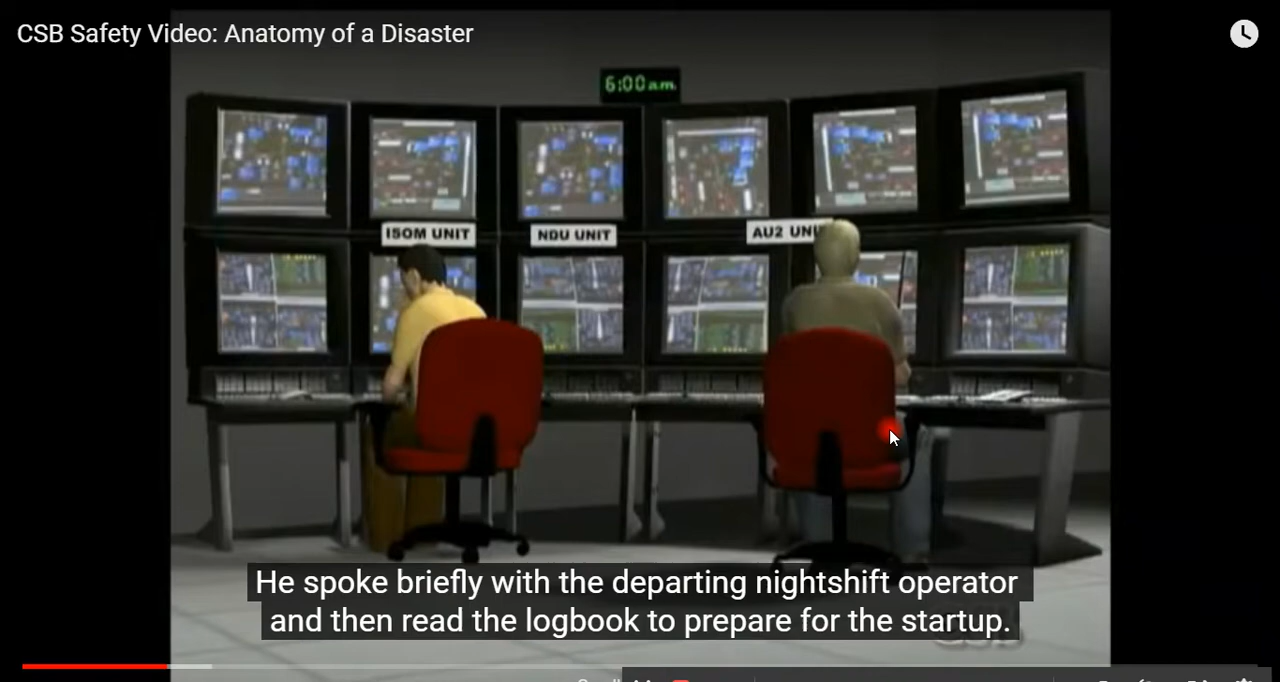 CSB Safety Video: Anatomy of a Disaster
6:00 a.m.
ISOM UNIT
NDU UNIT
AU2 UNI
He spoke briefly with the departing nightshift operator
and then read the logbook to prepare for the startup.
CSB